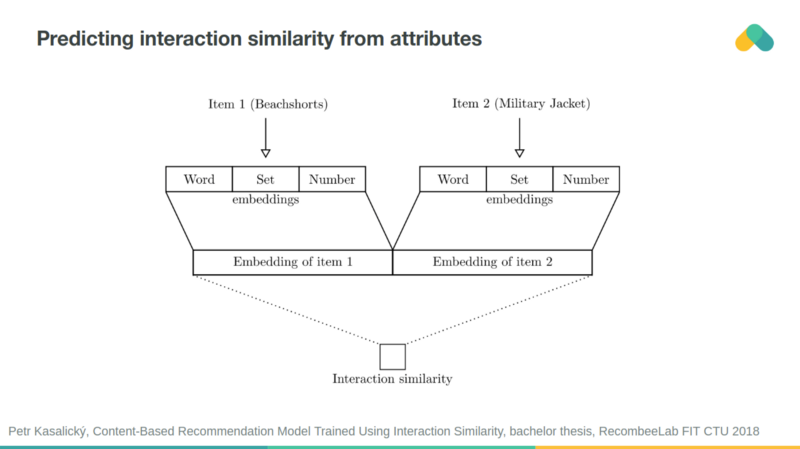 Predicting interaction similarity from attributes
Item 1 (Beachshorts)
Item 2 (Military Jacket)
Word Set Number
Word Set Number
embeddings
embeddings
Embedding of item 1
Embedding of item 2
Interaction similarity
Petr Kasalický, Content-Based Recommendation Model Trained Using Interaction Similarity, bachelor thesis, RecombeeLab FIT CTU 2018